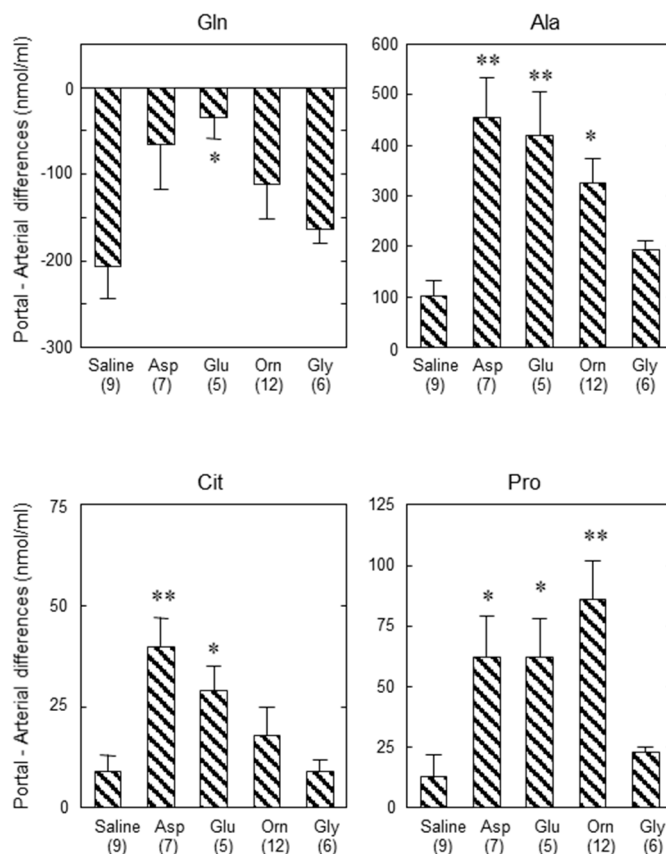 Gln
Portal - Arterial differences (nmol/ml)
0
-100
-200
-300
*
Saline Asp Glu Orn Gly
(9) (7) (5) (12) (6)
Ala
600
500
400
300
200
100
0
** ** *
Saline Asp Glu Orn Gly
(9) (7) (5) (12) (6)
Cit
Portal - Arterial differences (nmol/ml)
75
50
25
0
** *
Saline Asp Glu Orn Gly
(9) (7) (5) (12) (6)
Pro
125
100
75
50
25
0
* * **
Saline Asp Glu Orn Gly
(9) (7) (5) (12) (6)